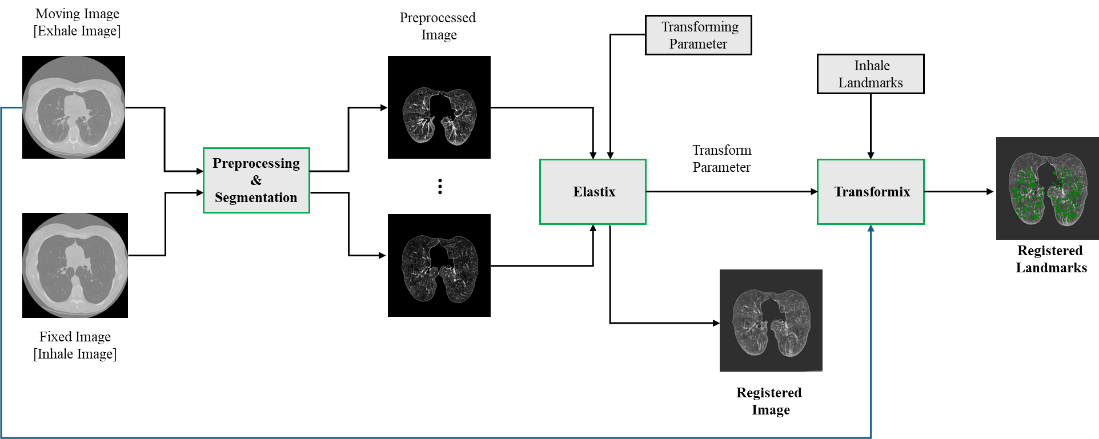 Moving Image
[Exhale Image]
Preprocessed
Image
Transforming
Parameter
Inhale
Landmarks
Preprocessing
&
Segmentation
Elastix
Transform
Parameter
Transformix
Registered
Landmarks
Fixed Image
[Inhale Image]
Registered
Image